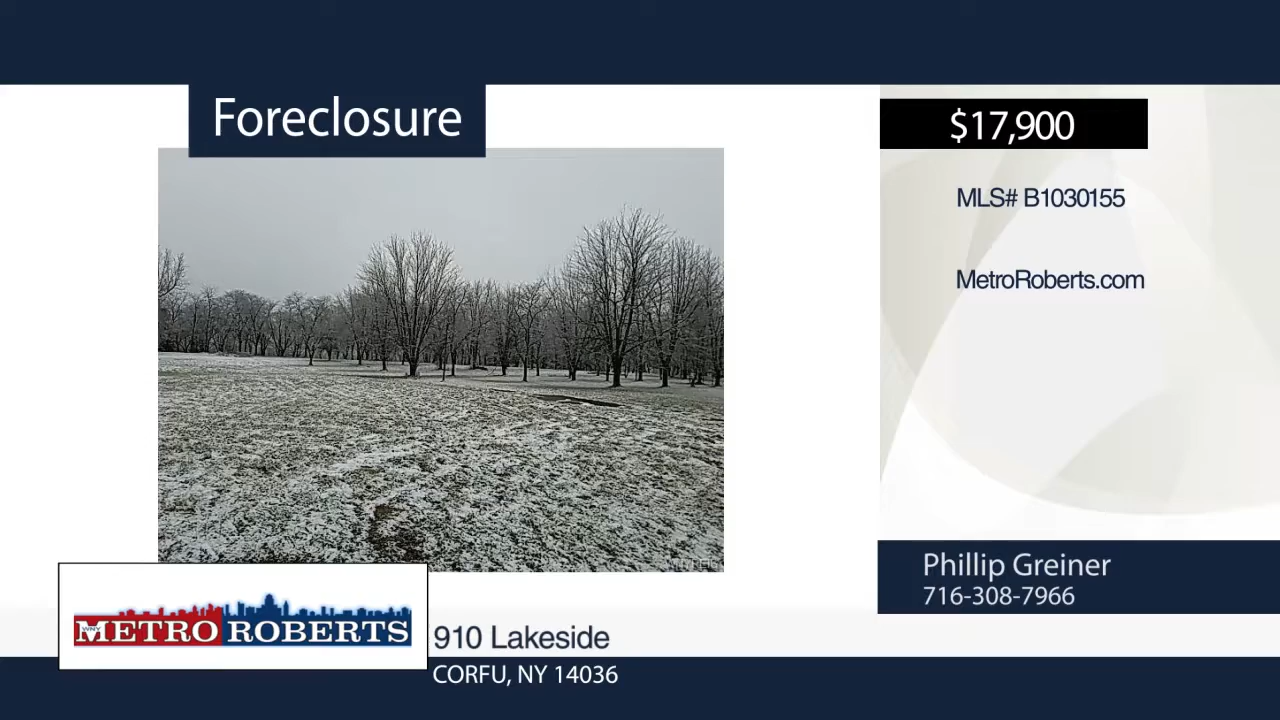 Foreclosure
$17,900
MLS# B1030155
MetroRoberts.com
Phillip Greiner
716-308-7966
WNY
METRO ROBERTS
910 Lakeside
CORFU, NY 14036